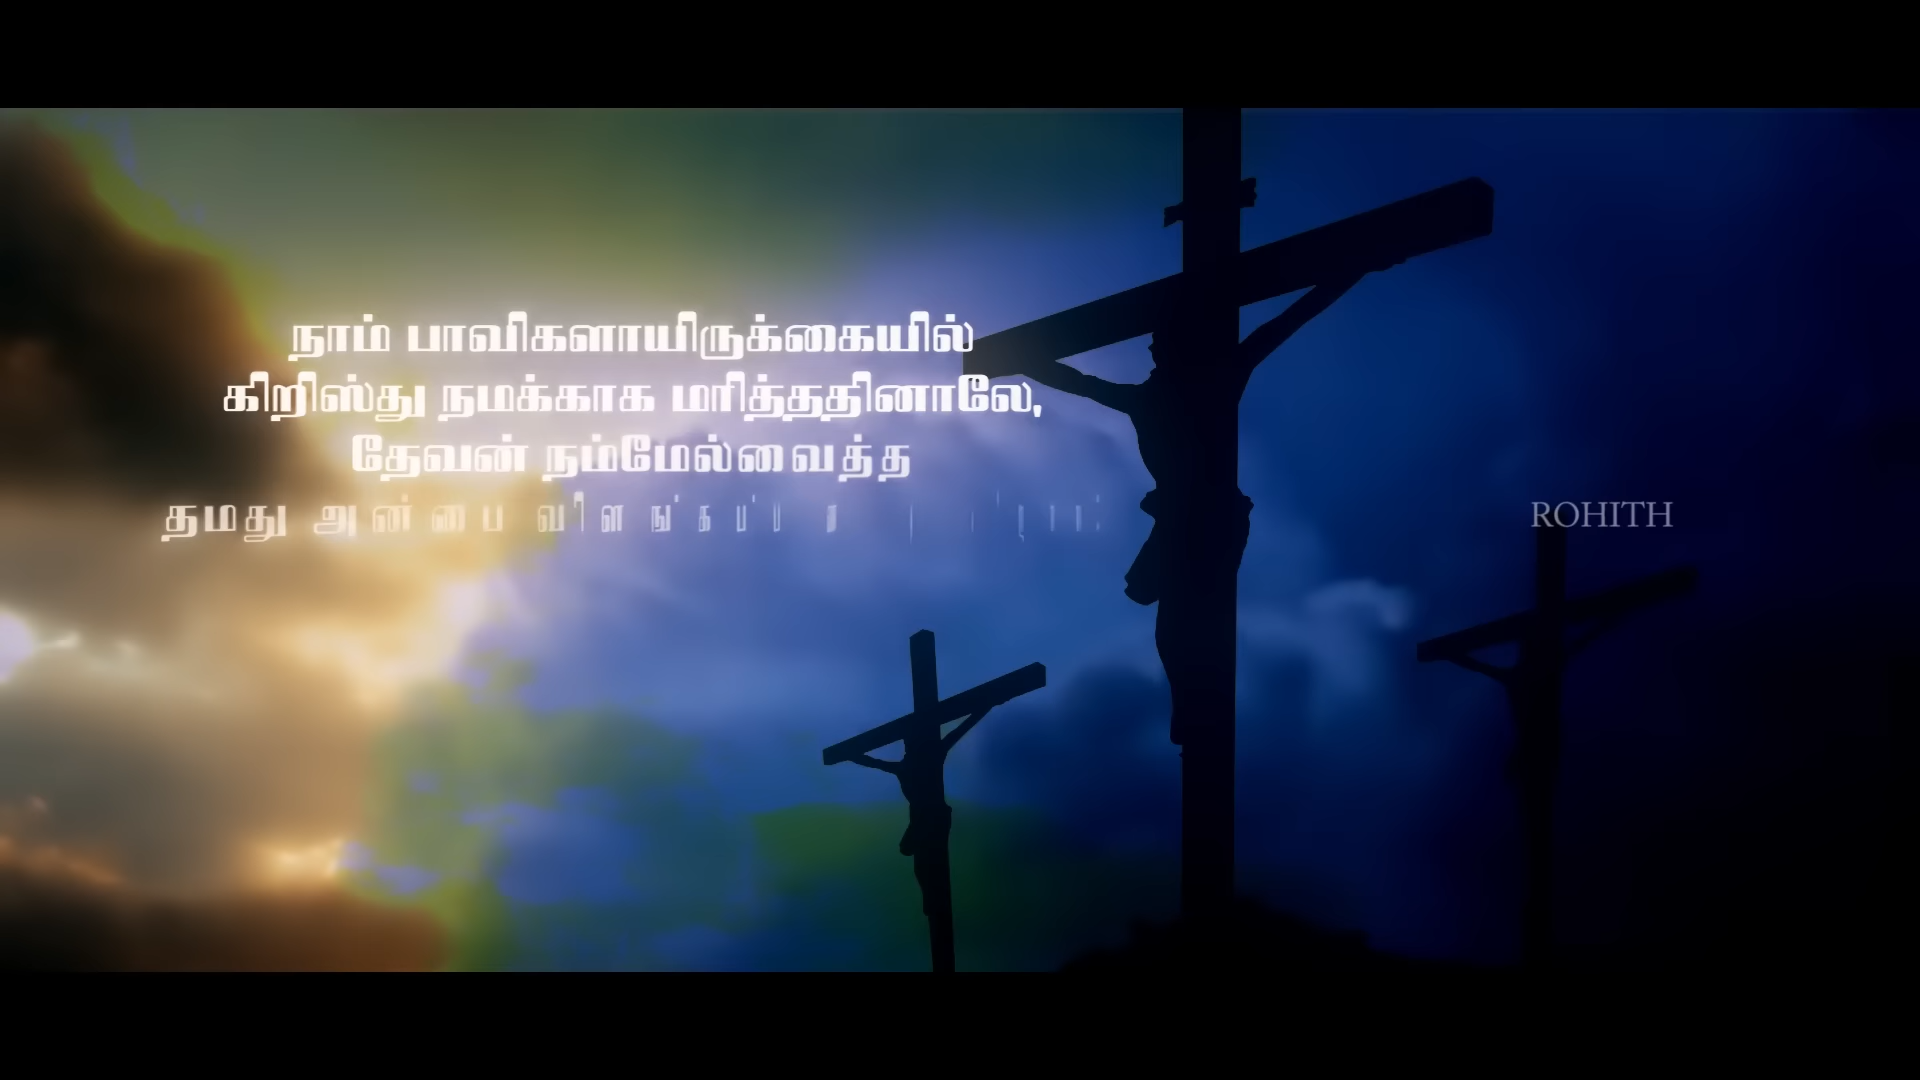 நாம் பாவிகளாயிருக்கையில்
கிறிஸ்து நமக்காக மரித்ததினாலே,
தேவன் நம்மேல்வைத்த
தமது அன்பை
ROHITH